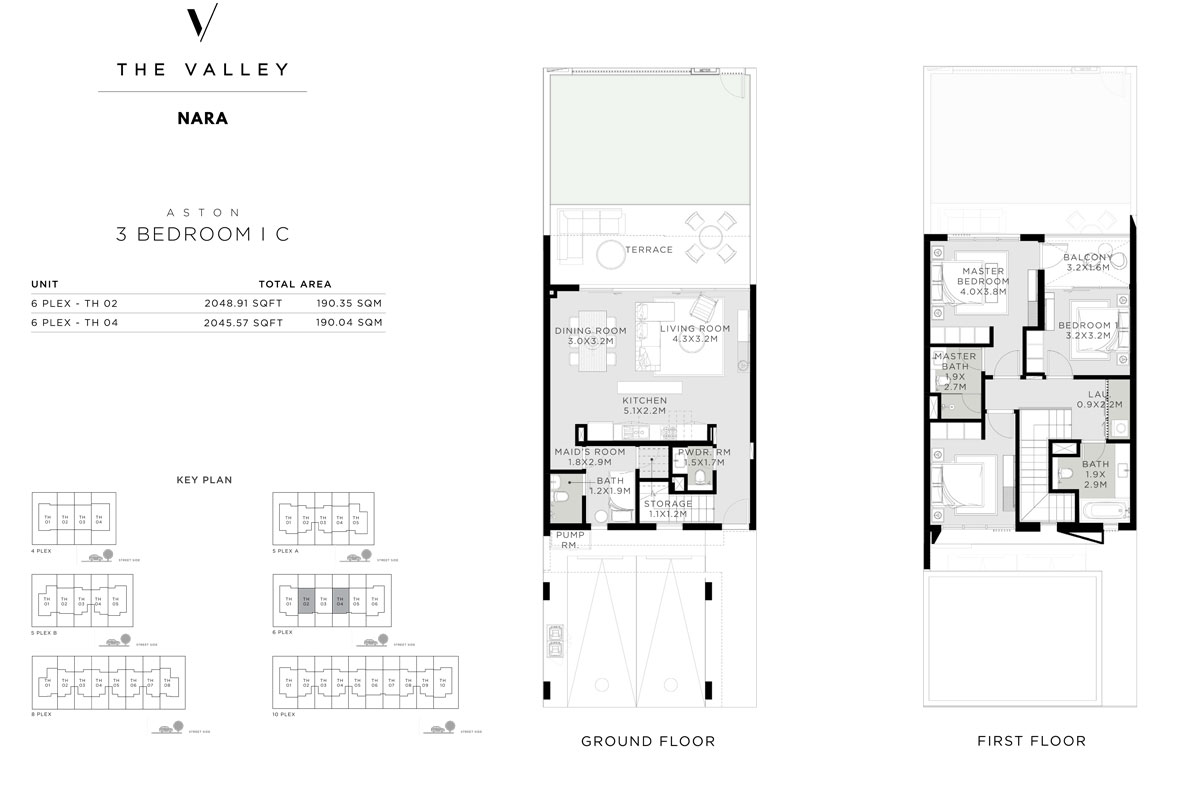 THE VALLEY
NARA
ASTON
3 BEDROOM | C
UNIT TOTAL AREA
6 PLEX - TH 02 2048.91 SQFT 190.35 SQM
6 PLEX - TH 04 2045.57 SQFT 190.04 SQM
KEY PLAN
TH 01 TH 02 TH 03 TH 04
4 PLEX
STREET SIDE
TH 01 TH 02 TH 03 TH 04 TH 05
5 PLEX A
STREET SIDE
TH 01 TH 02 TH 03 TH 04 TH 05
5 PLEX B
STREET SIDE
TH 01 TH 02 TH 03 TH 04 TH 05 TH 06
6 PLEX
STREET SIDE
TH 01 TH 02 TH 03 TH 04 TH 05 TH 06 TH 07 TH 08
8 PLEX
STREET SIDE
TH 01 TH 02 TH 03 TH 04 TH 05 TH 06 TH 07 TH 08 TH 09 TH 10
10 PLEX
STREET SIDE
TERRACE
DINING ROOM
3.0X3.2M
LIVING ROOM
4.3X3.2M
KITCHEN
5.1X2.2M
MAID'S ROOM
1.8X2.9M
PWDR. RM
1.5X1.7M
BATH
1.2X1.9M
STORAGE
1.1X1.2M
PUMP
RM.
GROUND FLOOR
MASTER
BEDROOM
4.0X3.8M
BALCONY
3.2X1.6M
BEDROOM 1
3.2X3.2M
MASTER
BATH
1.9X
2.7M
LAU
0.9X2.2M
BATH
1.9X
2.9M
FIRST FLOOR